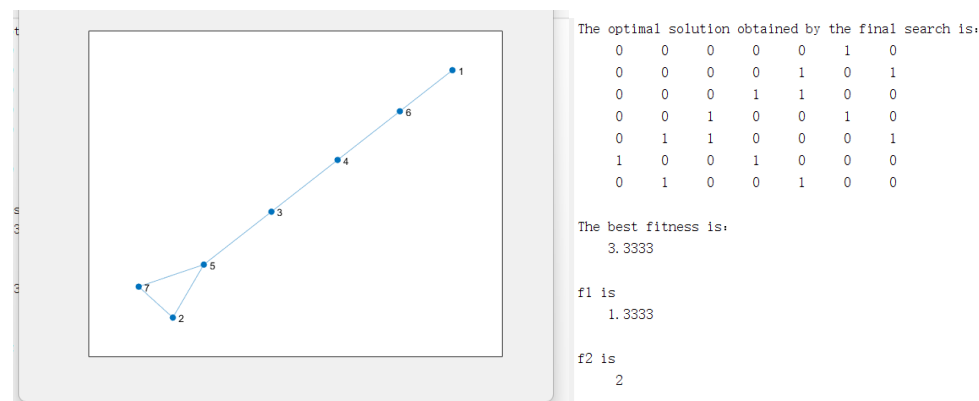 1
6
4
3
5
7
2
The optimal solution obtained by the final search is:
0 0 0 0 0 1 0
0 0 0 0 1 0 1
0 0 0 1 1 0 0
0 0 1 0 0 1 0
0 1 1 0 0 0 1
1 0 0 1 0 0 0
0 1 0 0 1 0 0
The best fitness is:
3.3333
f1 is
1.3333
f2 is
2